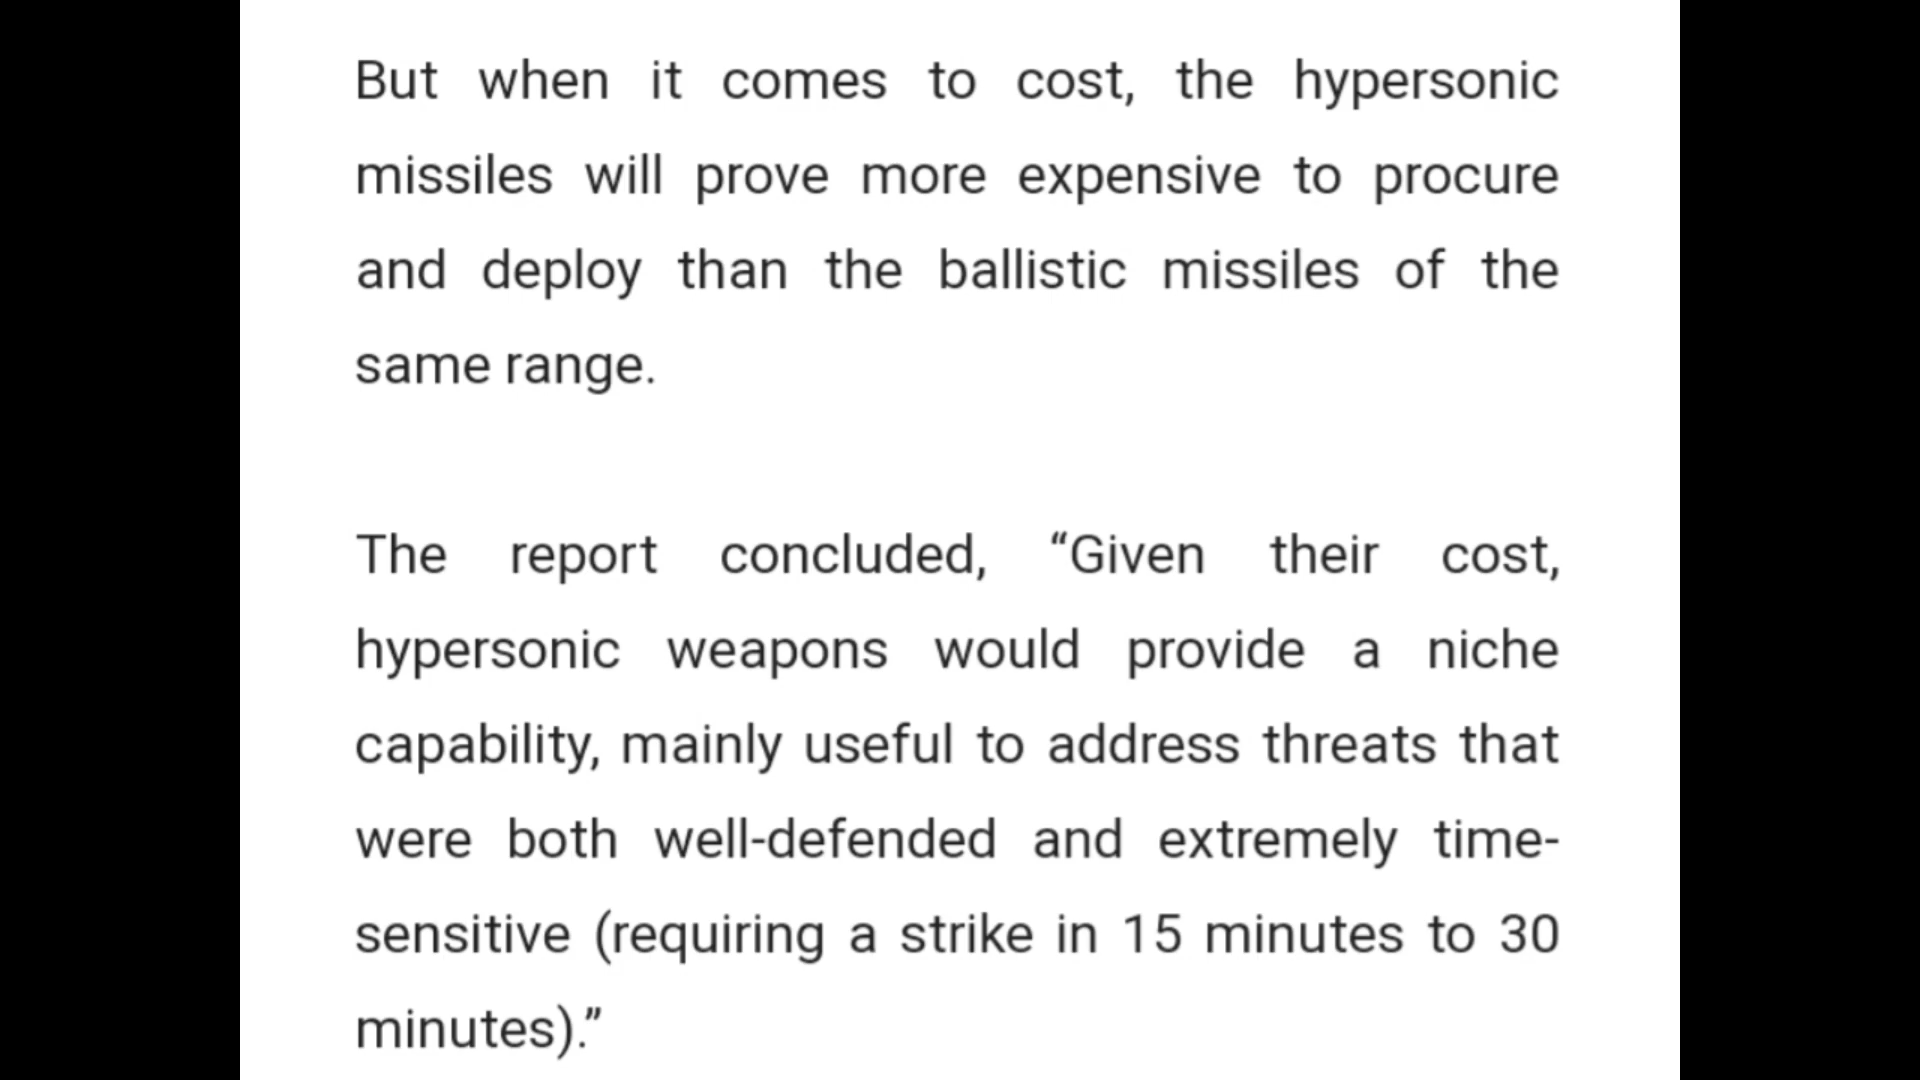 But when it comes to cost, the hypersonic
missiles will prove more expensive to procure
and deploy than the ballistic missiles of the
same range.
The report concluded, “Given their cost,
hypersonic weapons would provide a niche
capability, mainly useful to address threats that
were both well-defended and extremely time-
sensitive (requiring a strike in 15 minutes to 30
minutes).”